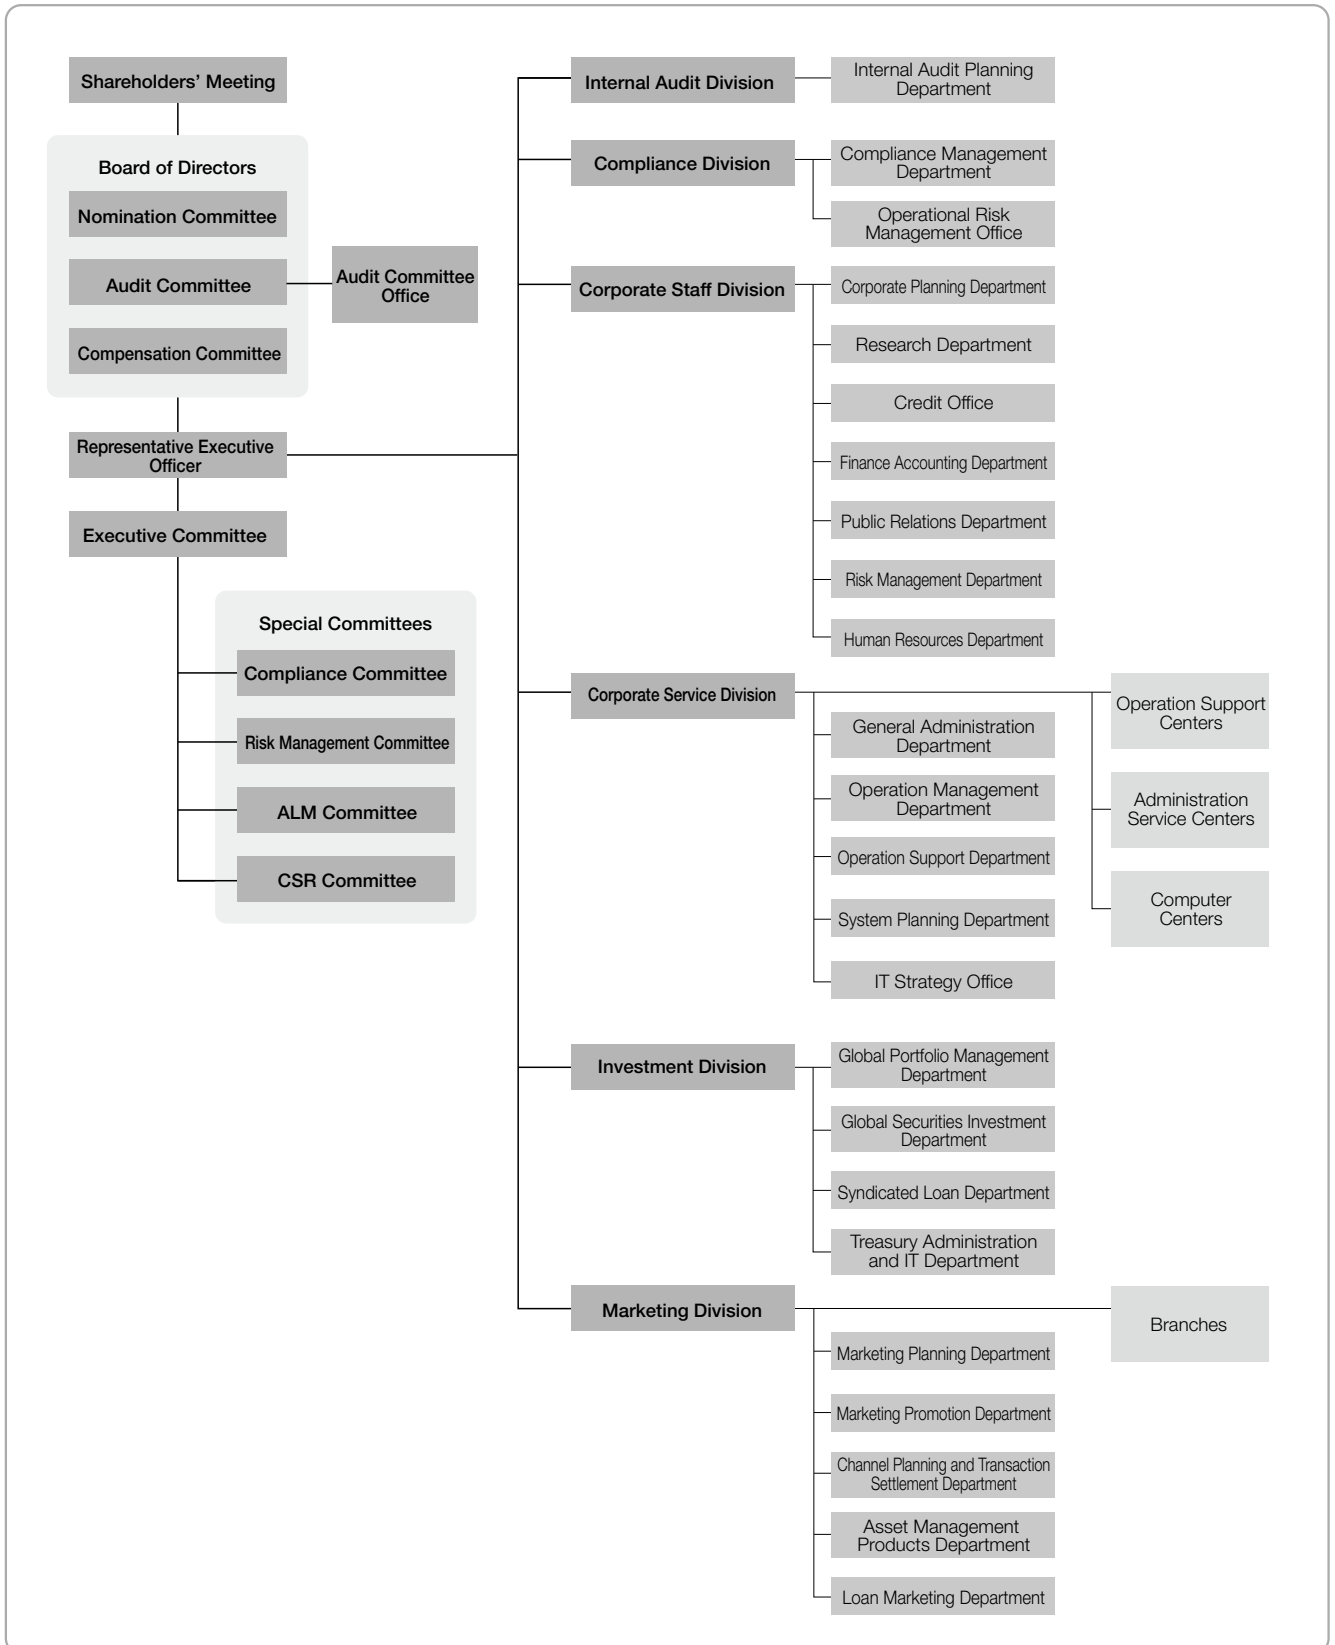 Shareholders' Meeting
Board of Directors
Nomination Committee
Audit Committee
Compensation Committee
Audit Committee
Office
Representative Executive
Officer
Executive Committee
Special Committees
Compliance Committee
Risk Management Committee
ALM Committee
CSR Committee
Internal Audit Division
Internal Audit Planning
Department
Compliance Division
Compliance Management
Department
Operational Risk
Management Office
Corporate Staff Division
Corporate Planning Department
Research Department
Credit Office
Finance Accounting Department
Public Relations Department
Risk Management Department
Human Resources Department
Corporate Service Division
General Administration
Department
Operation Management
Department
Operation Support Department
System Planning Department
IT Strategy Office
Operation Support
Centers
Administration
Service Centers
Computer
Centers
Investment Division
Global Portfolio Management
Department
Global Securities Investment
Department
Syndicated Loan Department
Treasury Administration
and IT Department
Marketing Division
Marketing Planning Department
Marketing Promotion Department
Channel Planning and Transaction
Settlement Department
Asset Management
Products Department
Loan Marketing Department
Branches